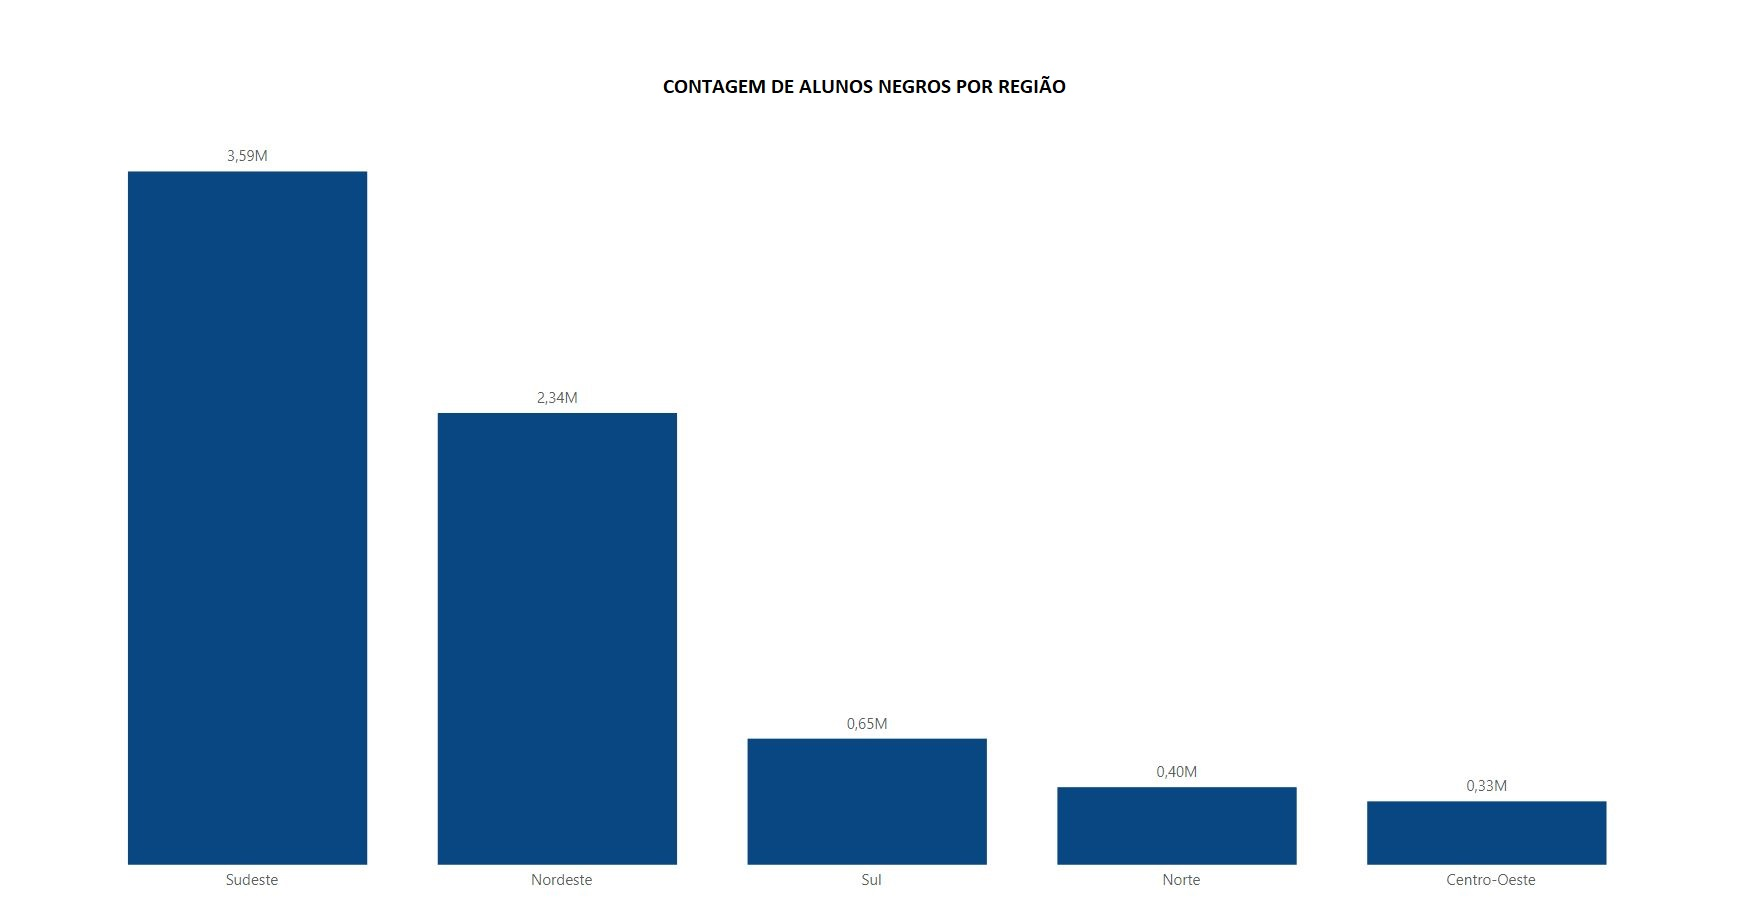 CONTAGEM DE ALUNOS NEGROS POR REGIÃO
3,59M
2,34M
0,65M
0,40M
0,33M
Sudeste
Nordeste
Sul
Norte
Centro-Oeste